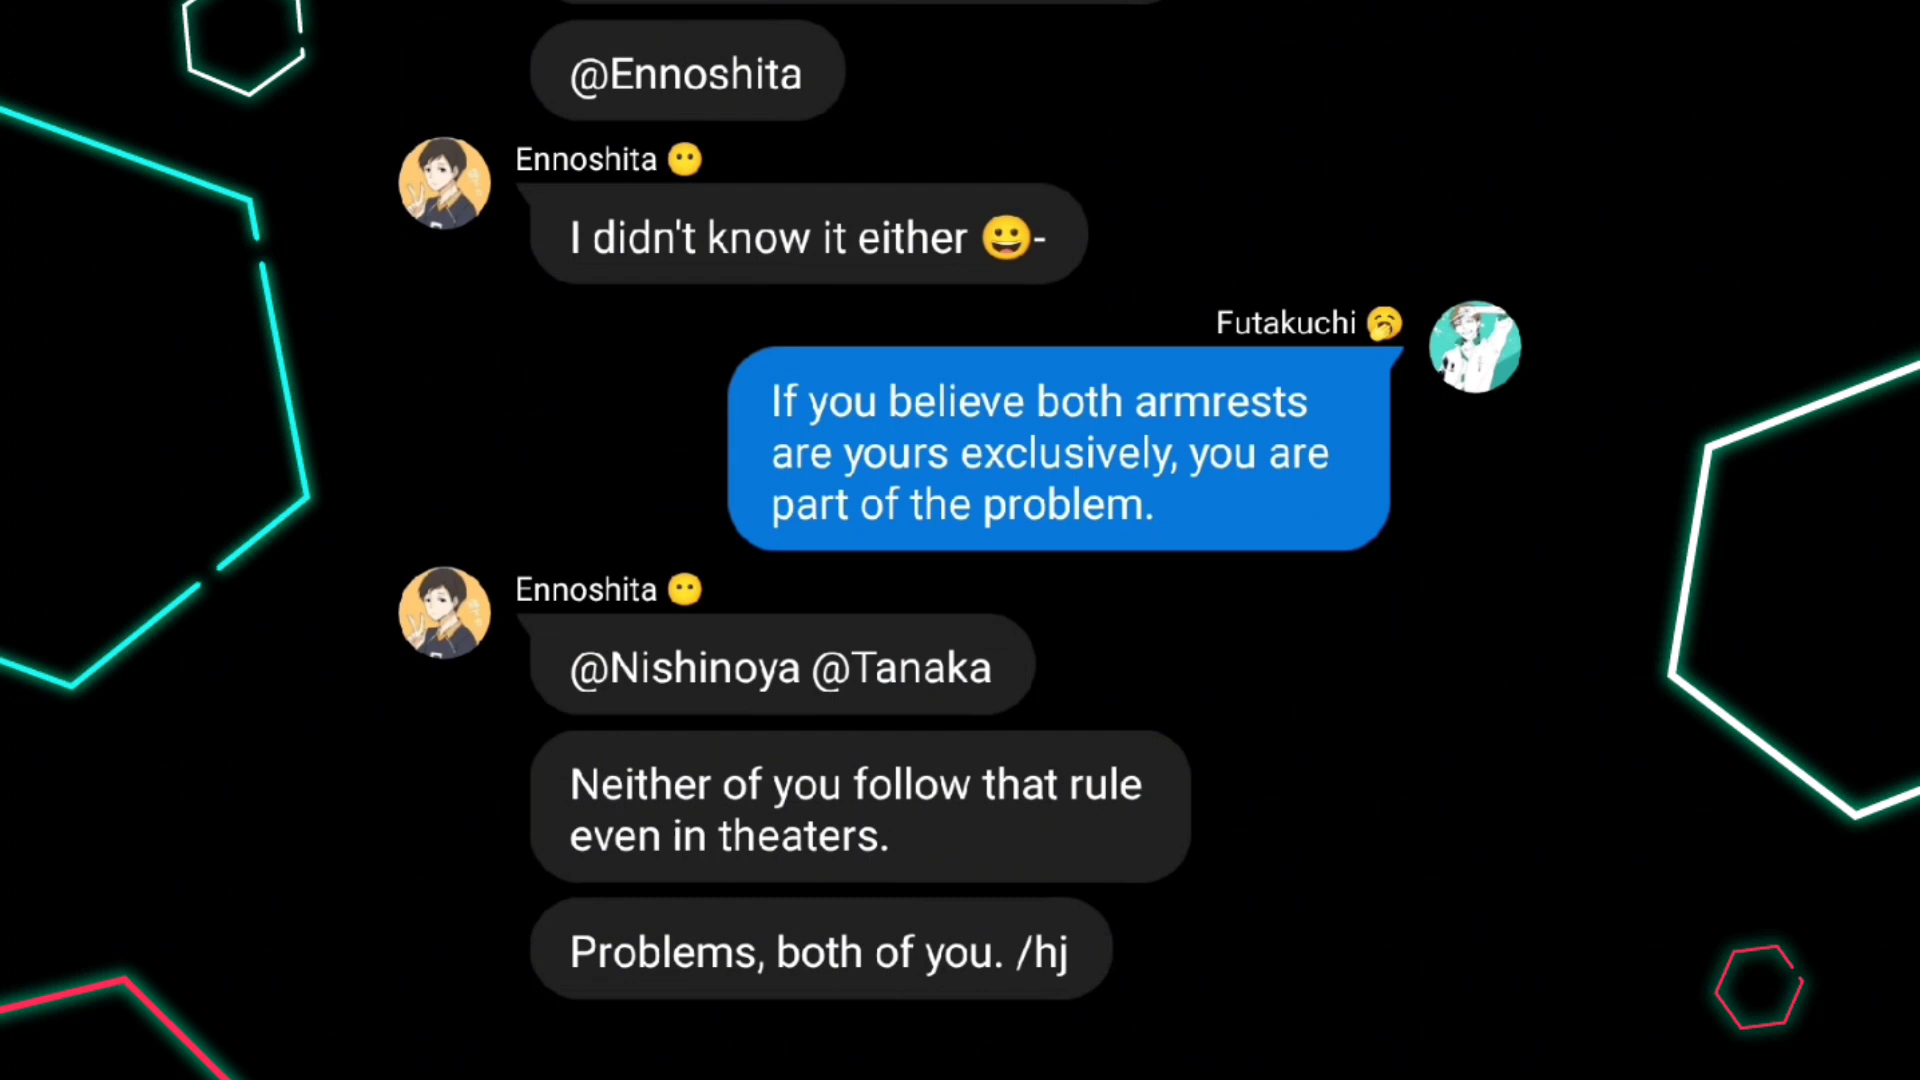 @Ennoshita
Ennoshita 😶
I didn't know it either 😀-
Futakuchi 🥱
If you believe both armrests
are yours exclusively, you are
part of the problem.
Ennoshita 😶
@Nishinoya @Tanaka
Neither of you follow that rule
even in theaters.
Problems, both of you. /hj